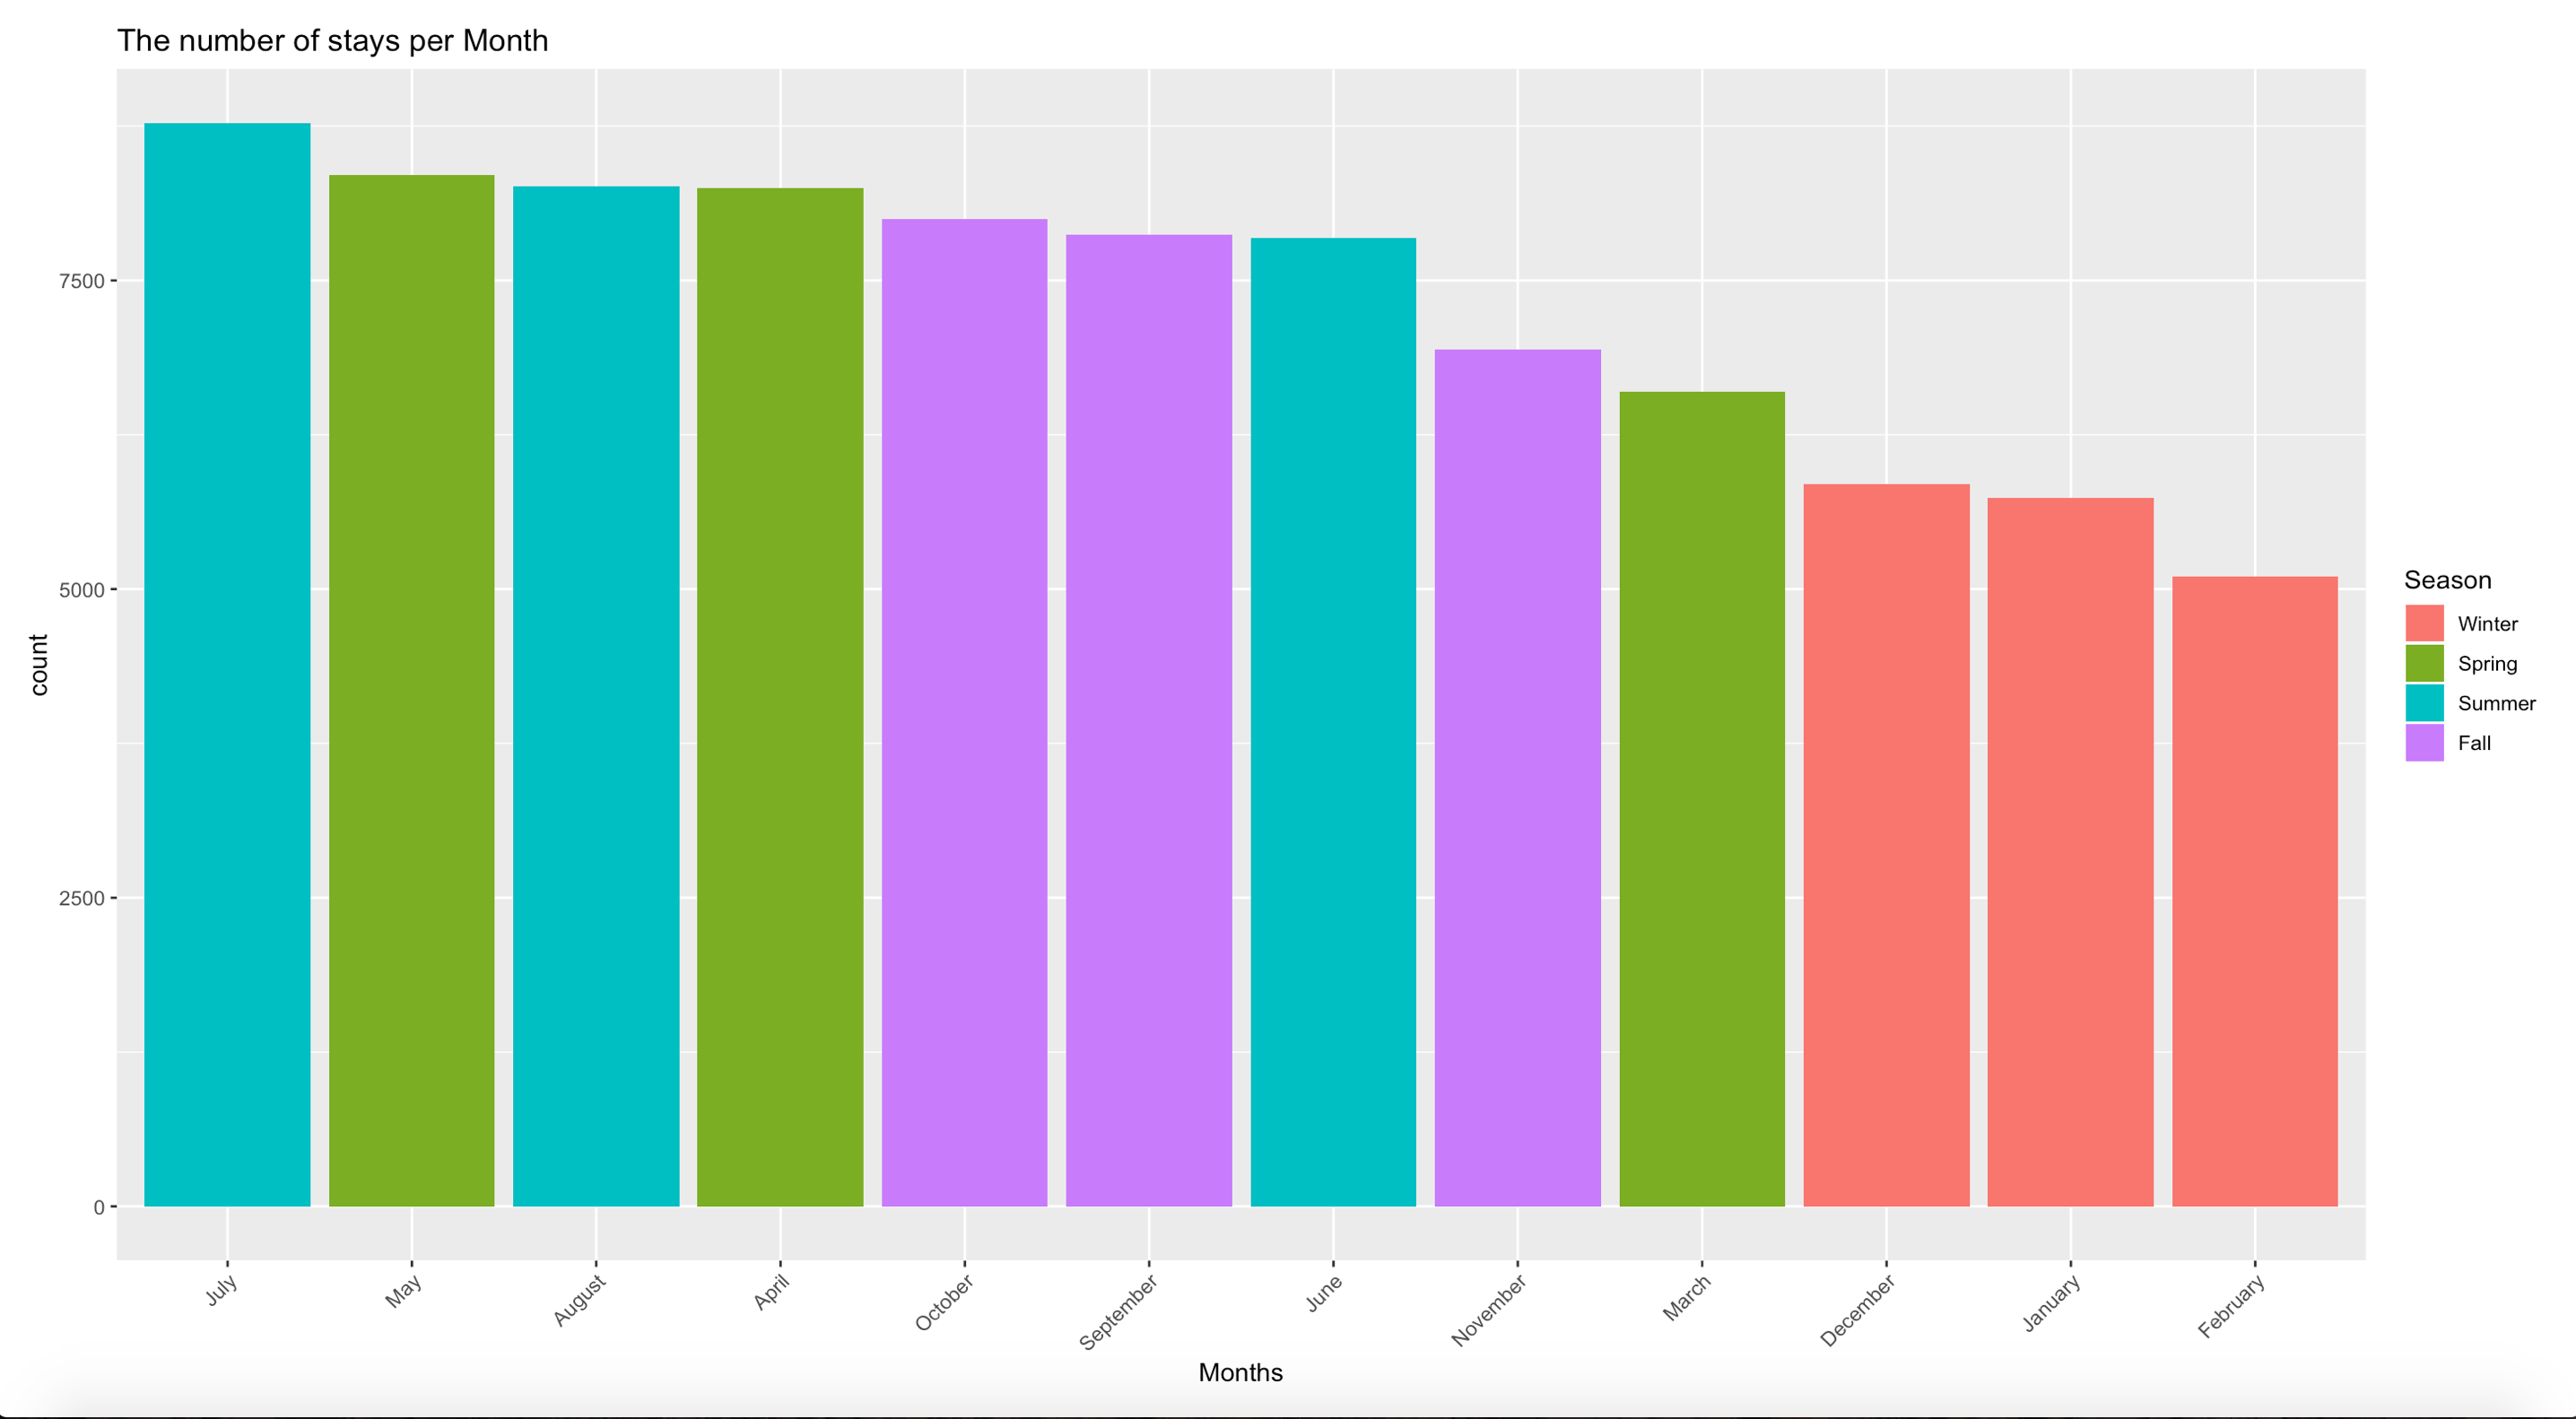 The number of stays per Month
7500
5000
2500
0
count
July
May
August
April
October
September
June
November
March
December
January
February
Months
Season
Winter
Spring
Summer
Fall